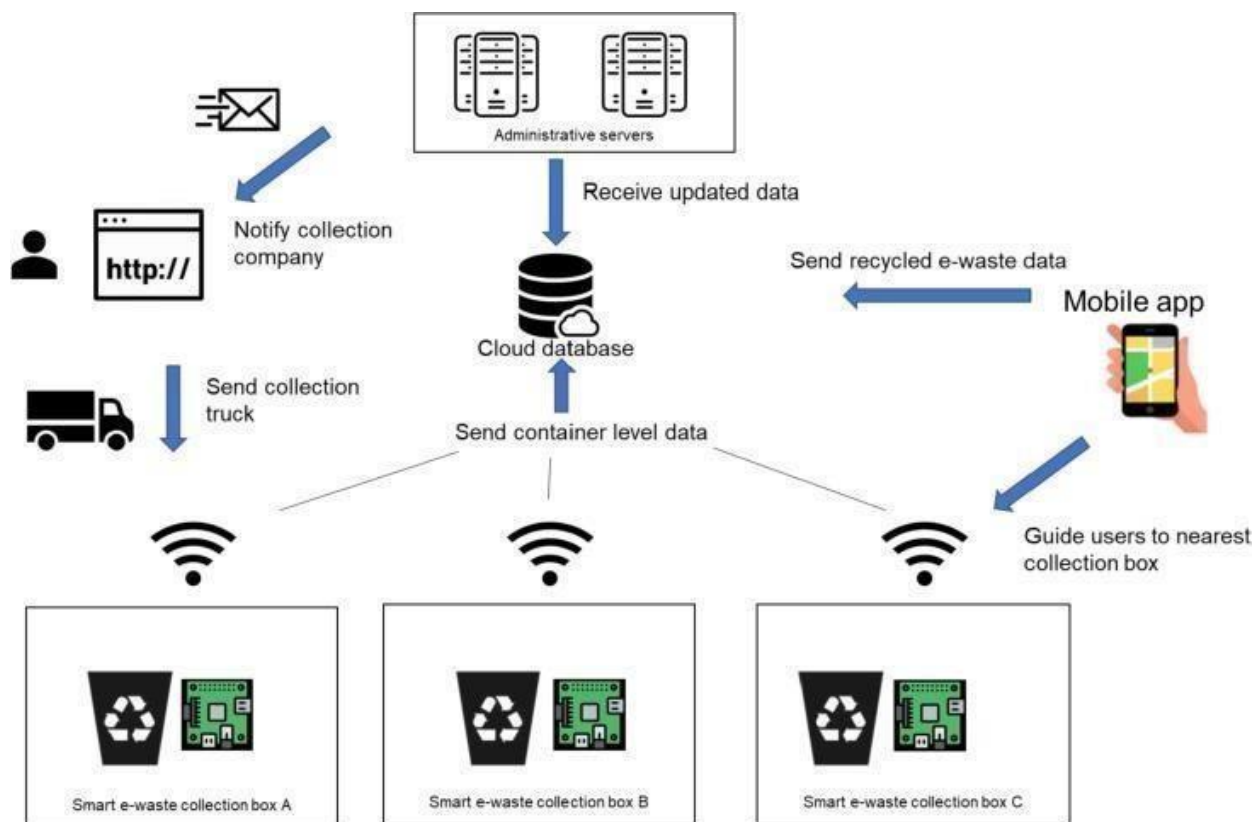 Administrative servers
Receive updated data
Notify collection
company
http://
Send recycled e-waste data
Mobile app
Cloud database
Send collection
truck
Send container level data
Guide users to nearest
collection box
Smart e-waste collection box A
Smart e-waste collection box B
Smart e-waste collection box C